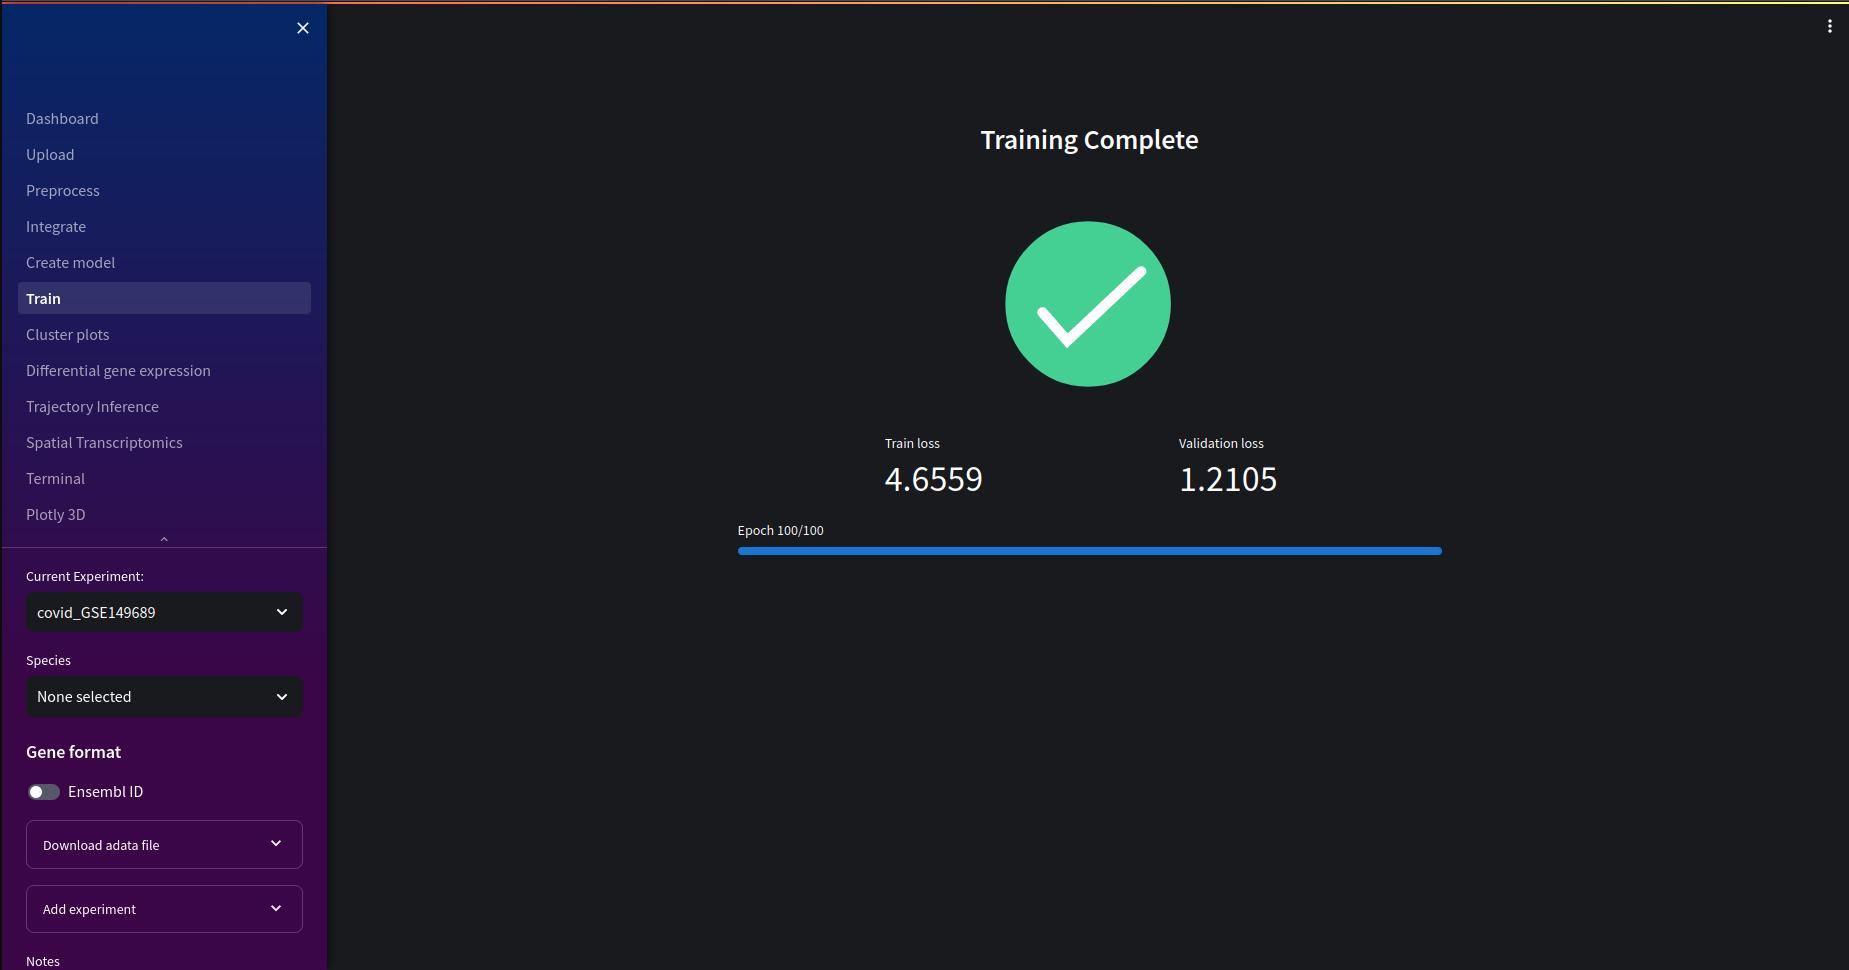 Dashboard
Upload
Preprocess
Integrate
Create model
Train
Cluster plots
Differential gene expression
Trajectory Inference
Spatial Transcriptomics
Terminal
Plotly 3D
Current Experiment:
covid_GSE149689
Species
None selected
Gene format
Ensembl ID
Download adata file
Add experiment
Notes
Training Complete
Train loss
4.6559
Validation loss
1.2105
Epoch 100/100